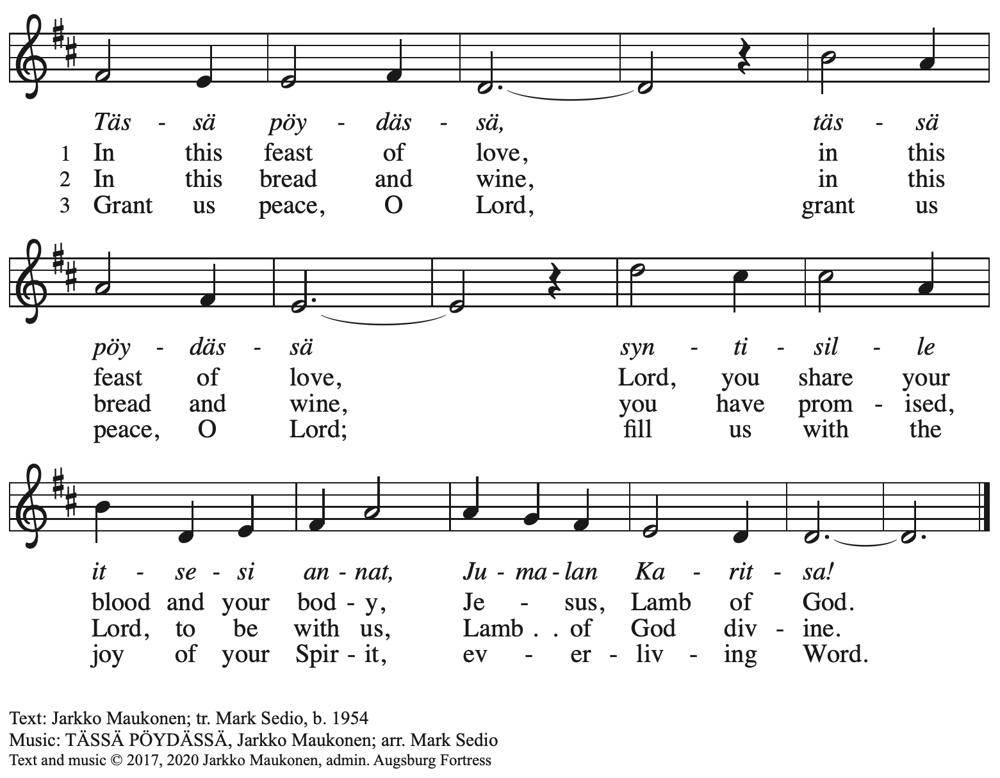 Täs - sä pöy - däs - sä, täs - sä
1 In this feast of love, in this
2 In this bread and wine, in this
3 Grant us peace, O Lord, grant us
pöy - däs - sä syn - ti - sil - le
feast of love, Lord, you share your
bread and wine, you have prom - ised,
peace, O Lord; fill us with the
it - se - si an - nat, Ju - ma - lan Ka - rit - sa!
blood and your bod - y, Je - sus, Lamb of God.
Lord, to be with us, Lamb . . of God div - ine.
joy of your Spir - it, ev - er - liv - ing Word.
Text: Jarkko Maukonen; tr. Mark Sedio, b. 1954
Music: TÄSSÄ PÖYDÄSSÄ, Jarkko Maukonen; arr. Mark Sedio
Text and music © 2017, 2020 Jarkko Maukonen, admin. Augsburg Fortress